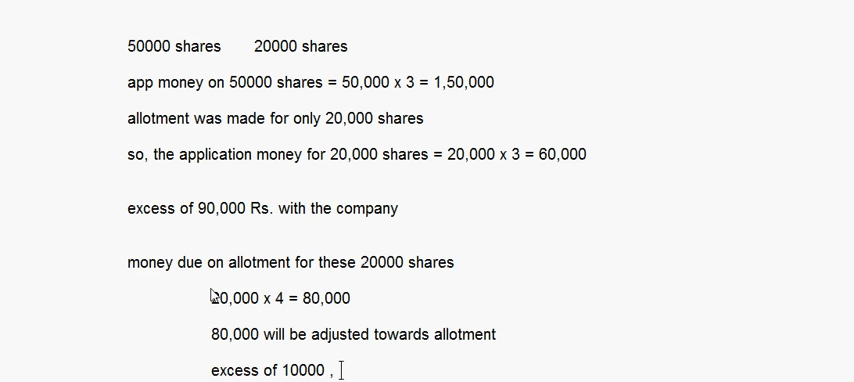 50000 shares 20000 shares
app money on 50000 shares = 50,000 x 3 = 1,50,000
allotment was made for only 20,000 shares
so, the application money for 20,000 shares = 20,000 x 3 = 60,000
excess of 90,000 Rs. with the company
money due on allotment for these 20000 shares
20,000 x 4 = 80,000
80,000 will be adjusted towards allotment
excess of 10000 ,